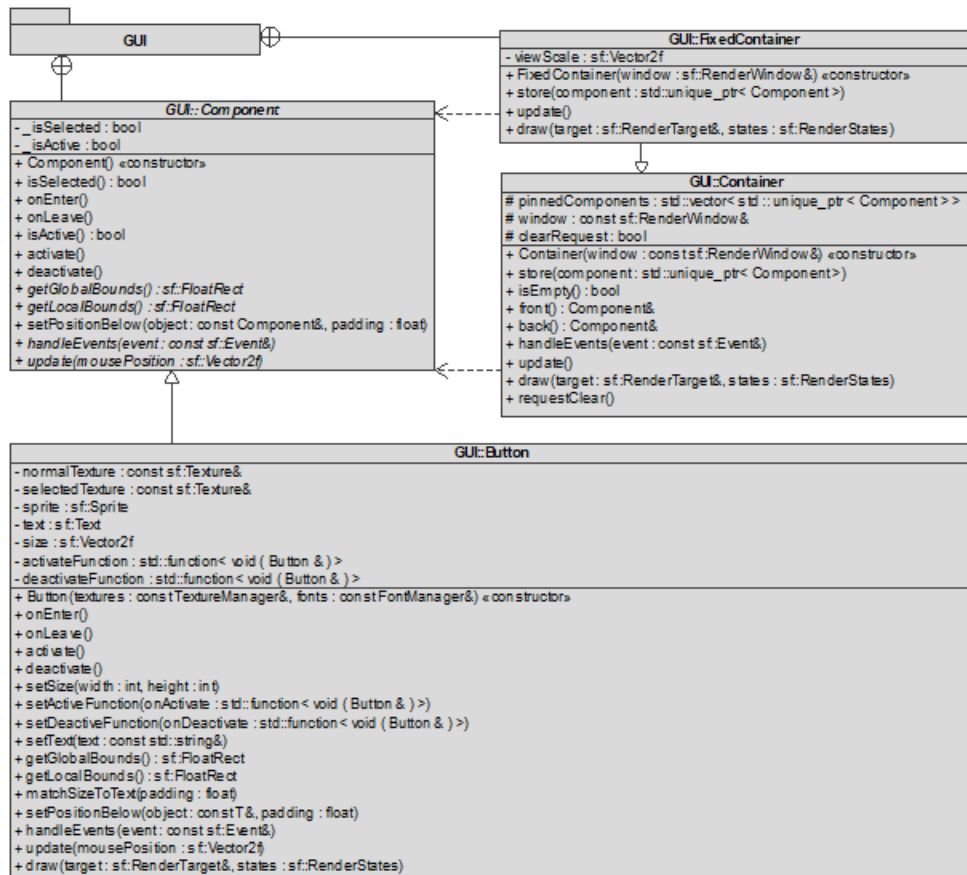 GUI
GUI::FixedContainer
- viewScale : sf::Vector2f
+ FixedContainer(window : sf::RenderWindow&) «constructor»
+ store(component : std::unique_ptr< Component >)
+ update()
+ draw(target : sf::RenderTarget&, states : sf::RenderStates)
GUI::Component
- _isSelected : bool
- _isActive : bool
+ Component() «constructor»
+ isSelected() : bool
+ onEnter()
+ onLeave()
+ isActive() : bool
+ activate()
+ deactivate()
+ getGlobalBounds() : sf::FloatRect
+ getLocalBounds() : sf::FloatRect
+ setPositionBelow(object : const Component&, padding : float)
+ handleEvents(event : const sf::Event&)
+ update(mousePosition : sf::Vector2f)
GUI::Container
# pinnedComponents : std::vector< std::unique_ptr< Component > >
# window : const sf::RenderWindow&
# clearRequest : bool
+ Container(window : const sf::RenderWindow&) «constructor»
+ store(component : std::unique_ptr< Component>)
+ isEmpty() : bool
+ front() : Component&
+ back() : Component&
+ handleEvents(event : const sf::Event&)
+ update()
+ draw(target : sf::RenderTarget&, states : sf::RenderStates)
+ requestClear()
GUI::Button
- normalTexture : const sf::Texture&
- selectedTexture : const sf::Texture&
- sprite : sf::Sprite
- text : sf::Text
- size : sf::Vector2f
- activateFunction : std::function< void ( Button & ) >
- deactivateFunction : std::function< void ( Button & ) >
+ Button(textures : const TextureManager&, fonts : const FontManager&) «constructor»
+ onEnter()
+ onLeave()
+ activate()
+ deactivate()
+ setSize(width : int, height : int)
+ setActiveFunction(onActivate : std::function< void ( Button & ) >)
+ setDeactiveFunction(onDeactivate : std::function< void ( Button & ) >)
+ setText(text : const std::string&)
+ getGlobalBounds() : sf::FloatRect
+ getLocalBounds() : sf::FloatRect
+ matchSizeToText(padding : float)
+ setPositionBelow(object : const T&, padding : float)
+ handleEvents(event : const sf::Event&)
+ update(mousePosition : sf::Vector2f)
+ draw(target : sf::RenderTarget&, states : sf::RenderStates)